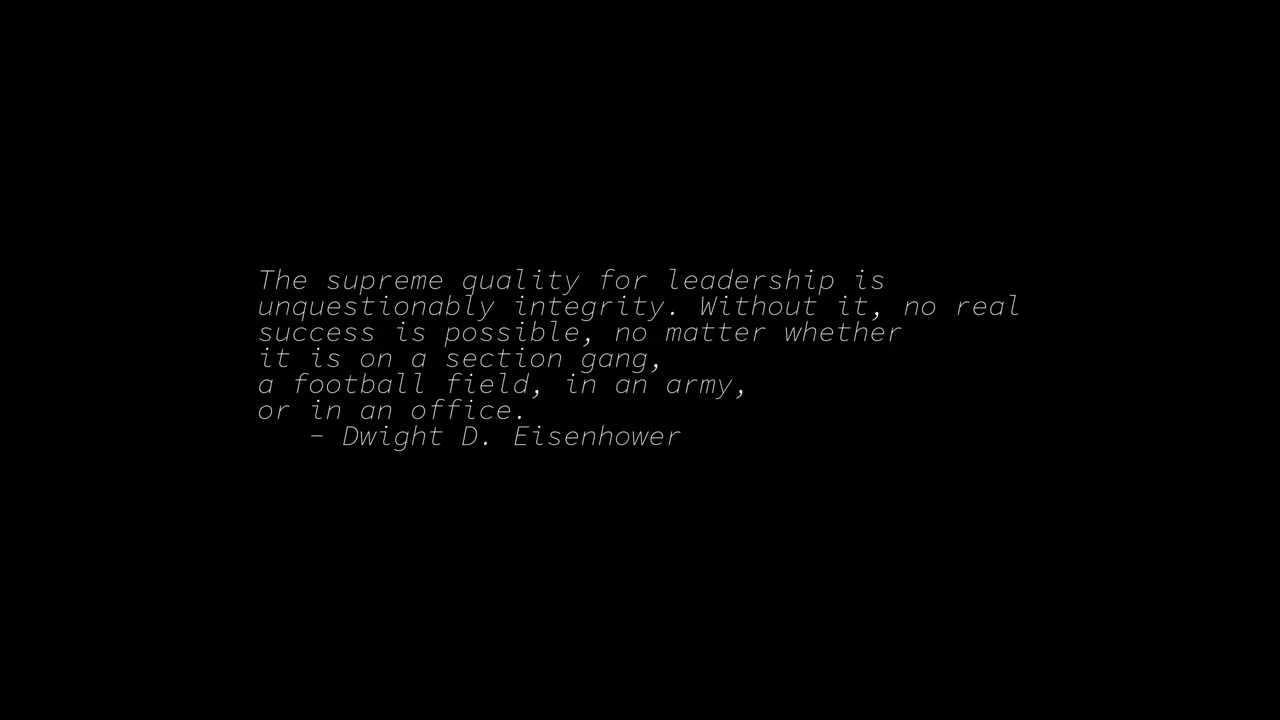 The supreme quality for leadership is
unquestionably integrity. Without it, no real
success is possible, no matter whether
it is on a section gang,
a football field, in an army,
or in an office.
– Dwight D. Eisenhower